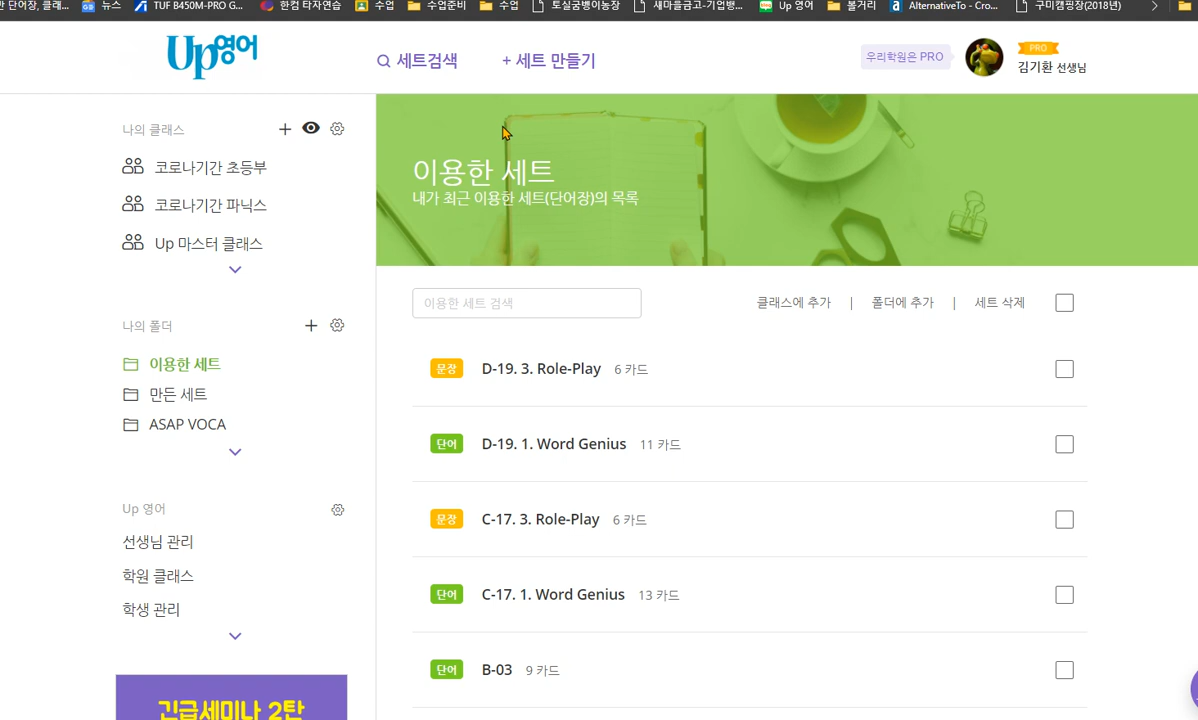 단어장, 클래...
뉴스
TUF B450M-PRO G...
한컴 타자연습
수업
수업준비
수업
토실굼벵이농장
새마을금고-기업뱅...
Up 영어
볼거리
AlternativeTo - Cro...
구미캠핑장(2018년)
Up영어
세트검색
+ 세트 만들기
우리학원은 PRO
PRO
김기환 선생님
나의 클래스
코로나기간 초등부
코로나기간 파닉스
Up 마스터 클래스
나의 폴더
이용한 세트
만든 세트
ASAP VOCA
Up 영어
선생님 관리
학원 클래스
학생 관리
긴급세미나 2탄
이용한 세트
내가 최근 이용한 세트(단어장)의 목록
이용한 세트 검색
클래스에 추가 | 폴더에 추가 | 세트 삭제
문장 D-19. 3. Role-Play 6 카드
단어 D-19. 1. Word Genius 11 카드
문장 C-17. 3. Role-Play 6 카드
단어 C-17. 1. Word Genius 13 카드
단어 B-03 9 카드